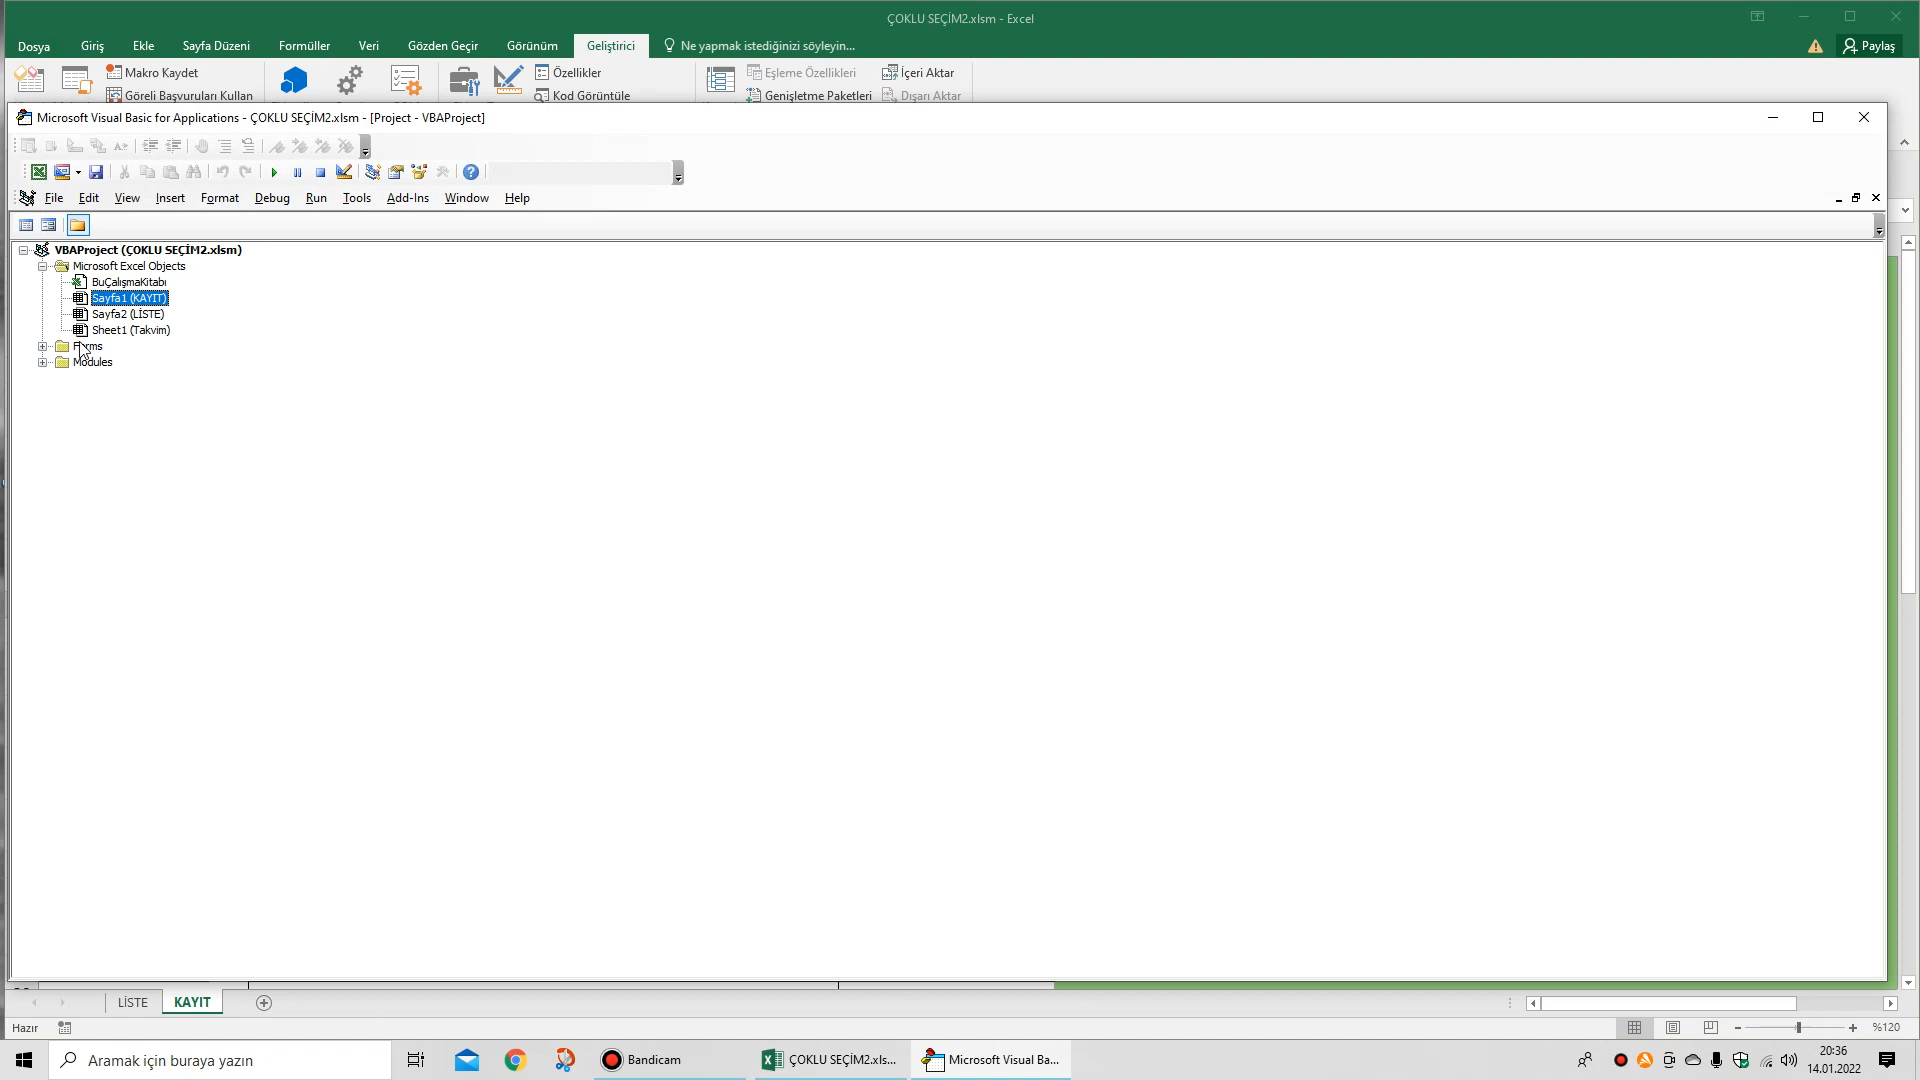 ÇOKLU SEÇİM2.xlsm - Excel
Dosya Giriş Ekle Sayfa Düzeni Formüller Veri Gözden Geçir Görünüm Geliştirici Ne yapmak istediğinizi söyleyin... Paylaş
Makro Kaydet Özellikler Eşleme Özellikleri İçeri Aktar
Göreli Başvuruları Kullan Kod Görüntüle Genişletme Paketleri Dışarı Aktar
Microsoft Visual Basic for Applications - ÇOKLU SEÇİM2.xlsm - [Project - VBAProject]
File Edit View Insert Format Debug Run Tools Add-Ins Window Help
VBAProject (ÇOKLU SEÇİM2.xlsm)
Microsoft Excel Objects
BuÇalışmaKitabı
Sayfa1 (KAYIT)
Sayfa2 (LİSTE)
Sheet1 (Takvim)
Forms
Modules
LİSTE KAYIT
Hazır %120
Aramak için buraya yazın Bandicam ÇOKLU SEÇİM2.xls... Microsoft Visual Ba... 20:36
14.01.2022